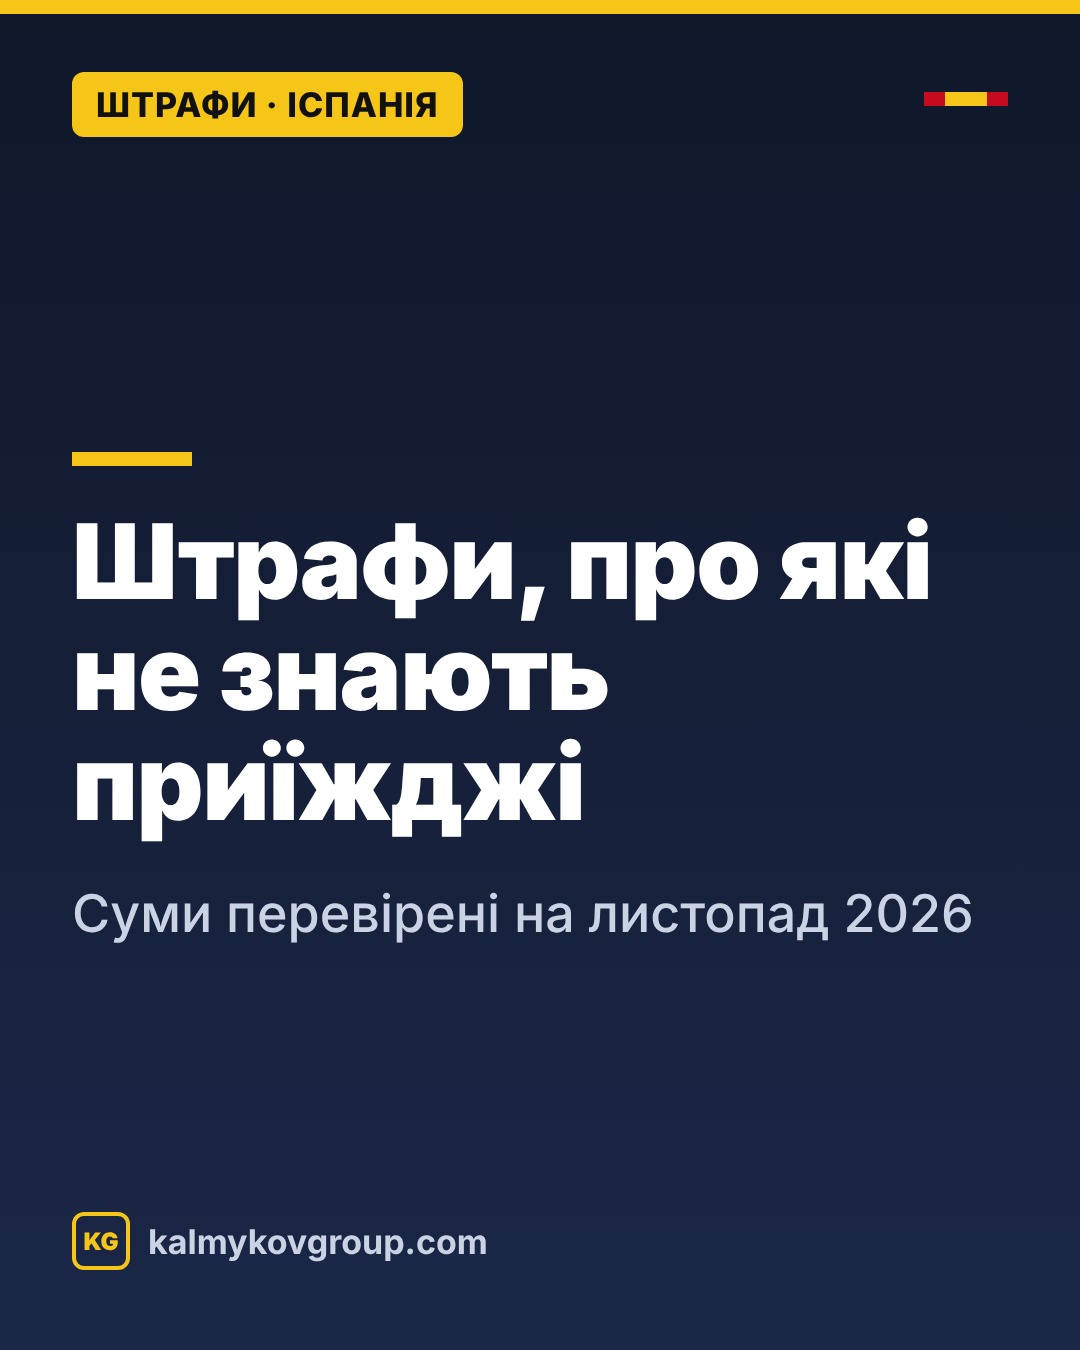 ШТРАФИ · ІСПАНІЯ
Штрафи, про які
не знають
приїжджі
Суми перевірені на листопад 2026
KG kalmykovgroup.com